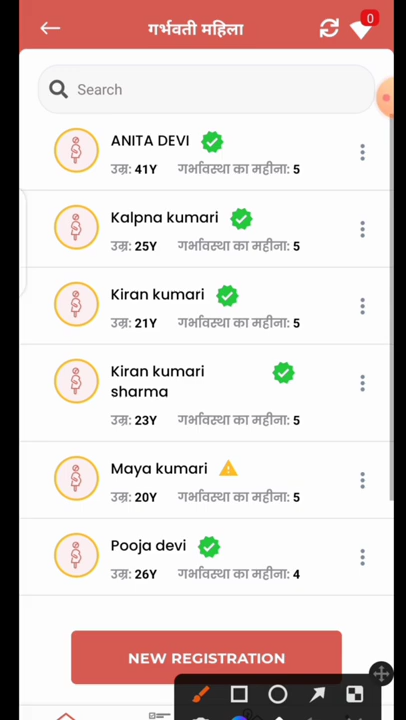 गर्भवती महिला
0
Search
ANITA DEVI
उम्र: 41Y गर्भावस्था का महीना: 5
Kalpna kumari
उम्र: 25Y गर्भावस्था का महीना: 5
Kiran kumari
उम्र: 21Y गर्भावस्था का महीना: 5
Kiran kumari
sharma
उम्र: 23Y गर्भावस्था का महीना: 5
Maya kumari
उम्र: 20Y गर्भावस्था का महीना: 5
Pooja devi
उम्र: 26Y गर्भावस्था का महीना: 4
NEW REGISTRATION